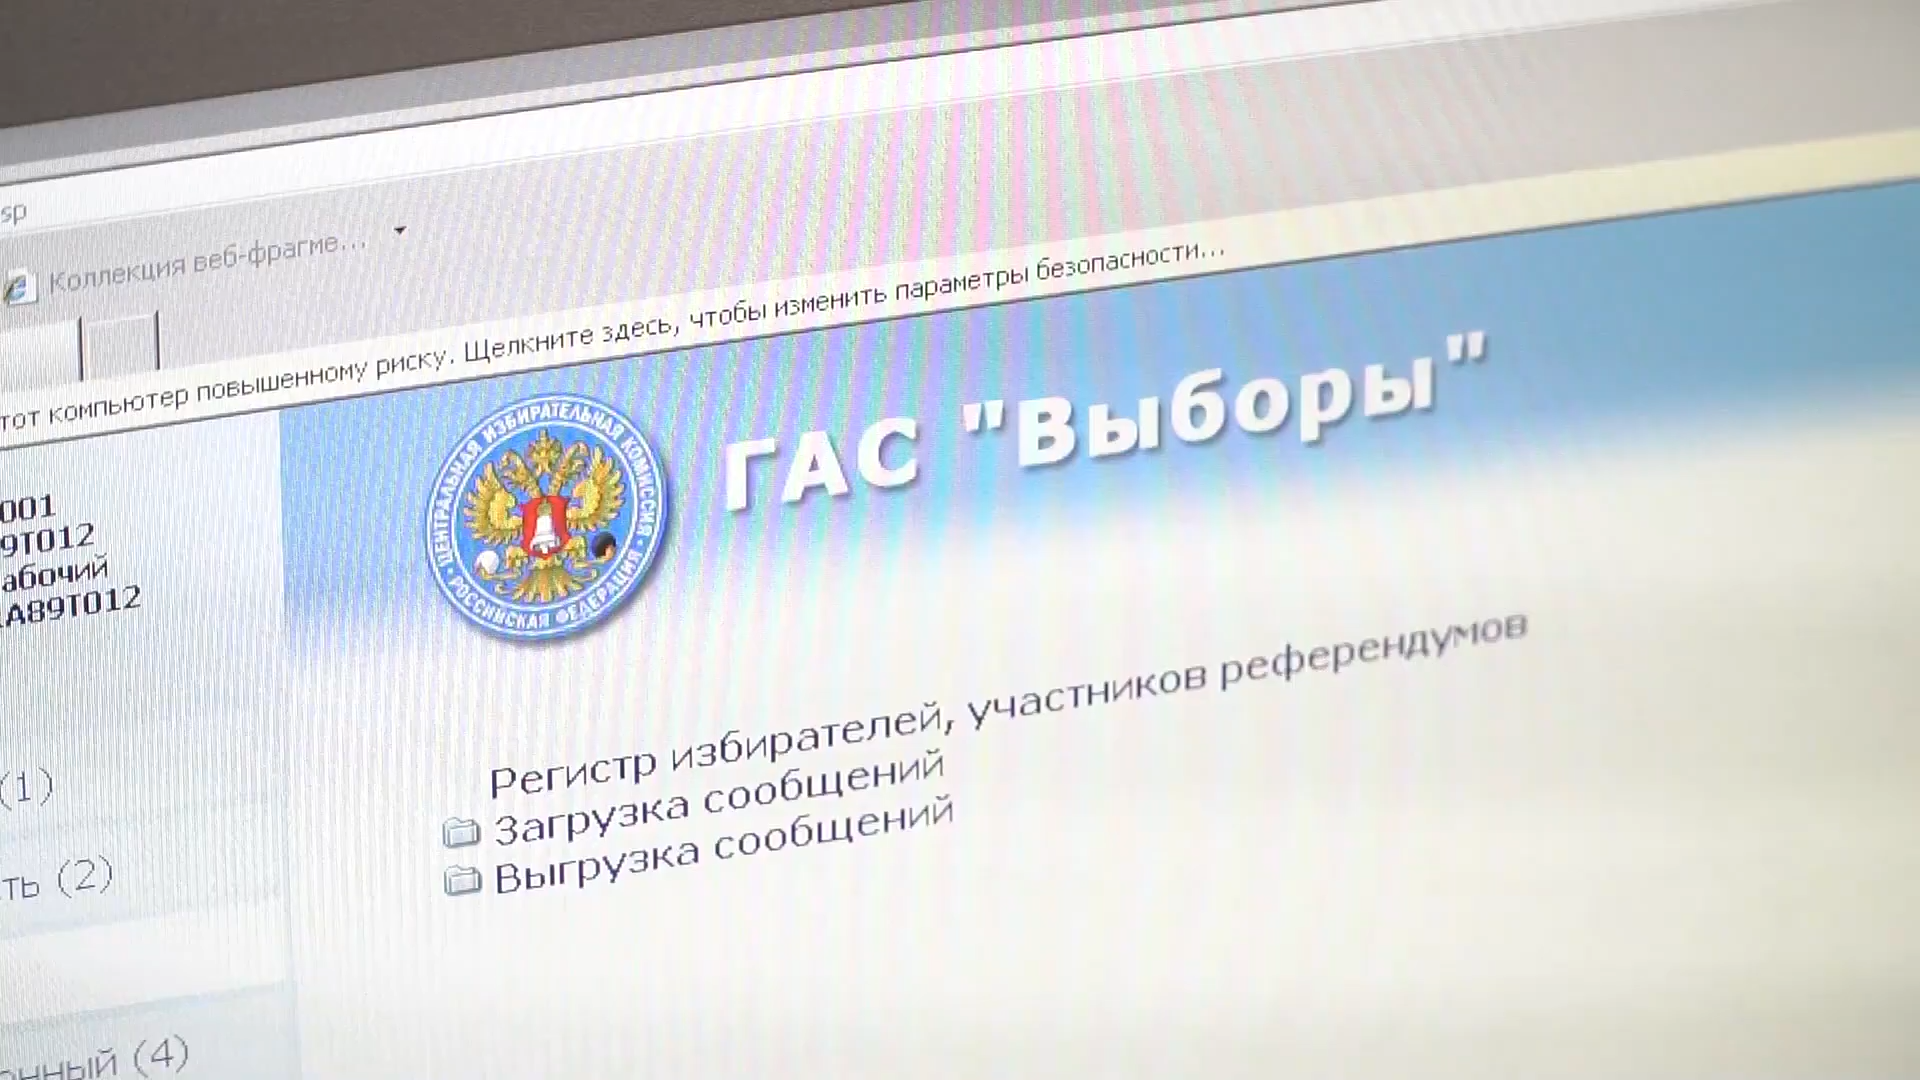 sp
Коллекция веб-фрагме...
тот компьютер повышенному риску. Щелкните здесь, чтобы изменить параметры безопасности...
001
9T012
абочий
A89T012
(1)
ть (2)
онный (4)
ЦЕНТРАЛЬНАЯ ИЗБИРАТЕЛЬНАЯ КОМИССИЯ
РОССИЙСКАЯ ФЕДЕРАЦИЯ
ГАС "Выборы"
Регистр избирателей, участников референдумов
Загрузка сообщений
Выгрузка сообщений